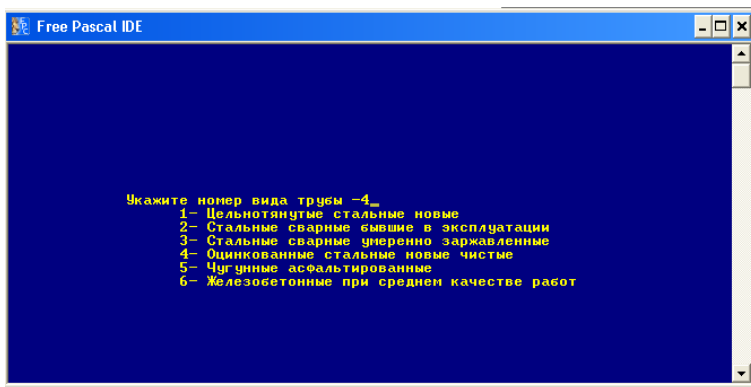 Free Pascal IDE
Укажите номер вида трубы -4_
1- Цельнотянутые стальные новые
2- Стальные сварные бывшие в эксплуатации
3- Стальные сварные умеренно заржавленные
4- Оцинкованные стальные новые чистые
5- Чугунные асфальтированные
6- Железобетонные при среднем качестве работ